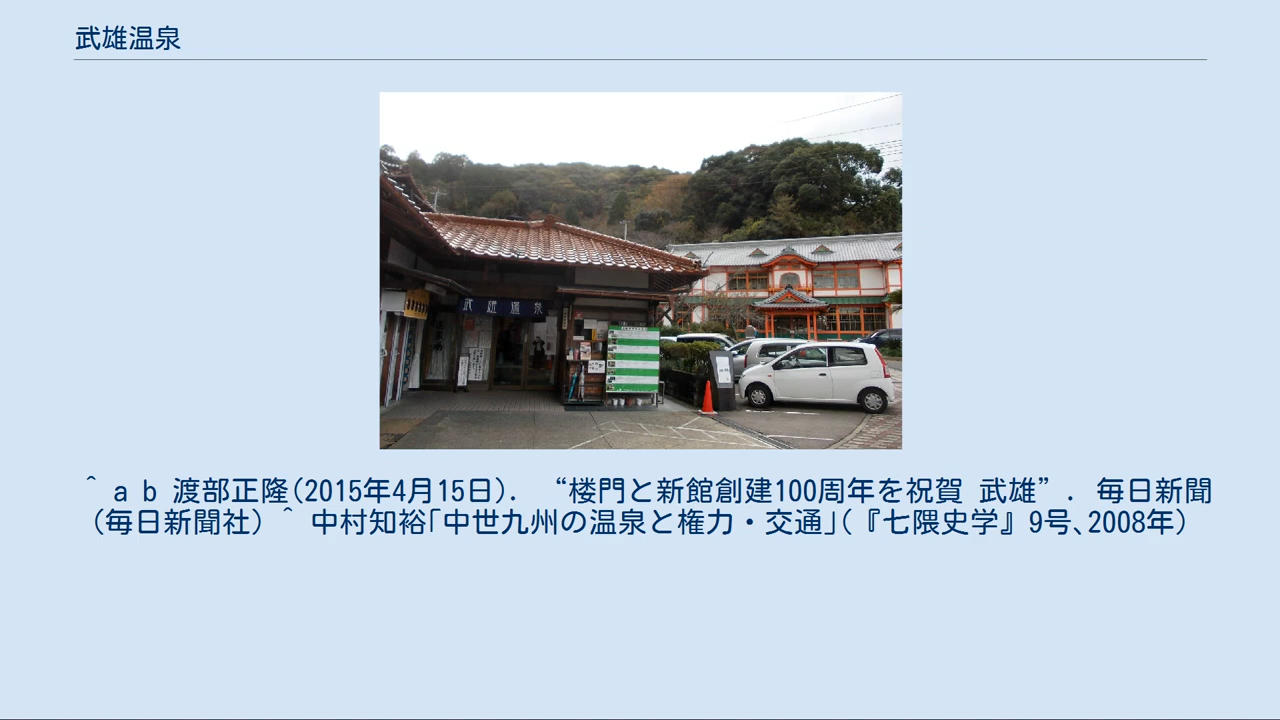 武雄温泉
武雄温泉
^ a b 渡部正隆(2015年4月15日). “楼門と新館創建100周年を祝賀 武雄”. 毎日新聞
(毎日新聞社) ^ 中村知裕「中世九州の温泉と権力・交通」(『七隈史学』9号、2008年)